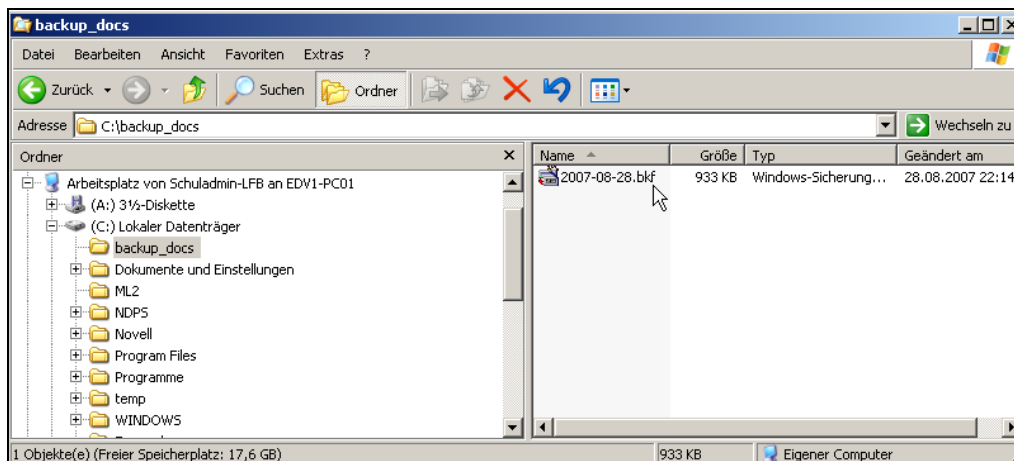 backup_docs
Datei Bearbeiten Ansicht Favoriten Extras ?
Zurück Suchen Ordner
Adresse C:\backup_docs Wechseln zu
Ordner
Arbeitsplatz von Schuladmin-LFB an EDV1-PC01
(A:) 3½-Diskette
(C:) Lokaler Datenträger
backup_docs
Dokumente und Einstellungen
ML2
NDPS
Novell
Program Files
Programme
temp
WINDOWS
Name Größe Typ Geändert am
2007-08-28.bkf 933 KB Windows-Sicherung... 28.08.2007 22:14
1 Objekte(e) (Freier Speicherplatz: 17,6 GB) 933 KB Eigener Computer